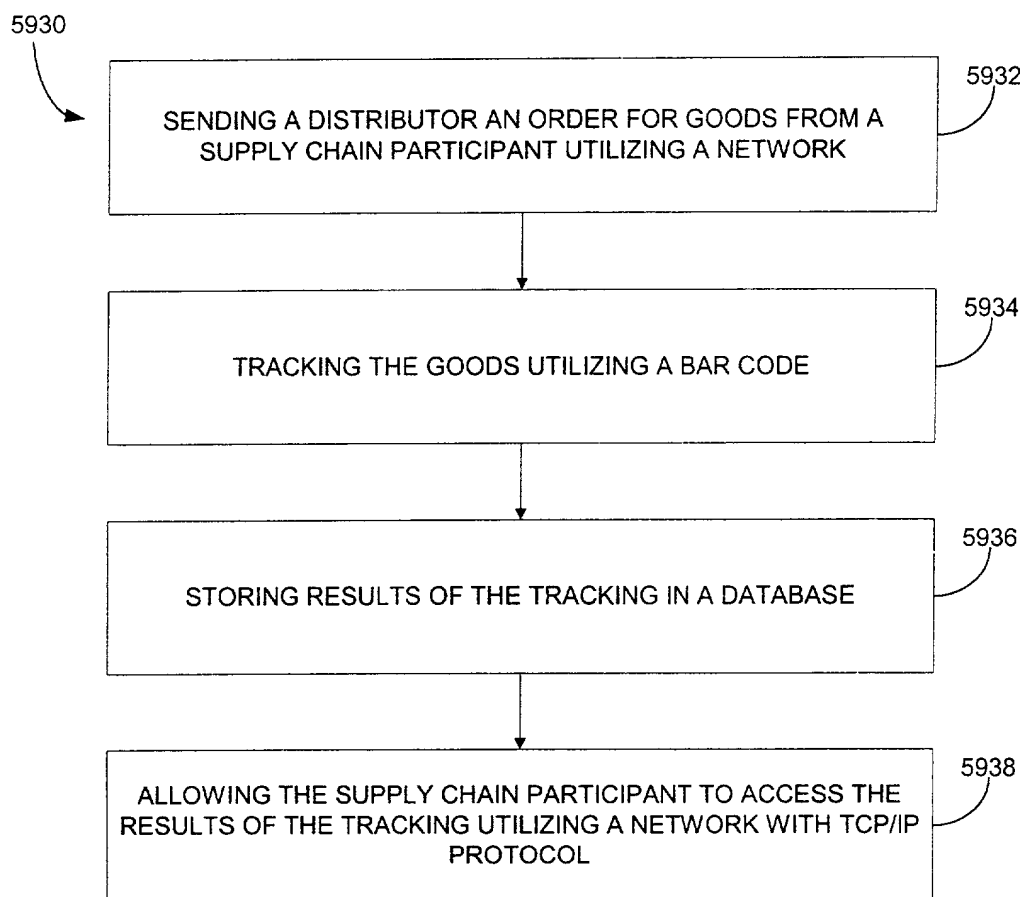 5930
5932
SENDING A DISTRIBUTOR AN ORDER FOR GOODS FROM A
SUPPLY CHAIN PARTICIPANT UTILIZING A NETWORK
5934
TRACKING THE GOODS UTILIZING A BAR CODE
5936
STORING RESULTS OF THE TRACKING IN A DATABASE
5938
ALLOWING THE SUPPLY CHAIN PARTICIPANT TO ACCESS THE
RESULTS OF THE TRACKING UTILIZING A NETWORK WITH TCP/IP
PROTOCOL